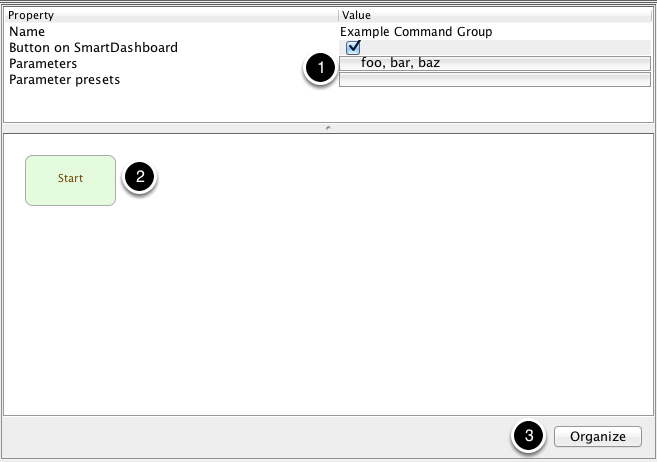 Property Value
Name Example Command Group
Button on SmartDashboard
Parameters 1 foo, bar, baz
Parameter presets
Start 2
3 Organize